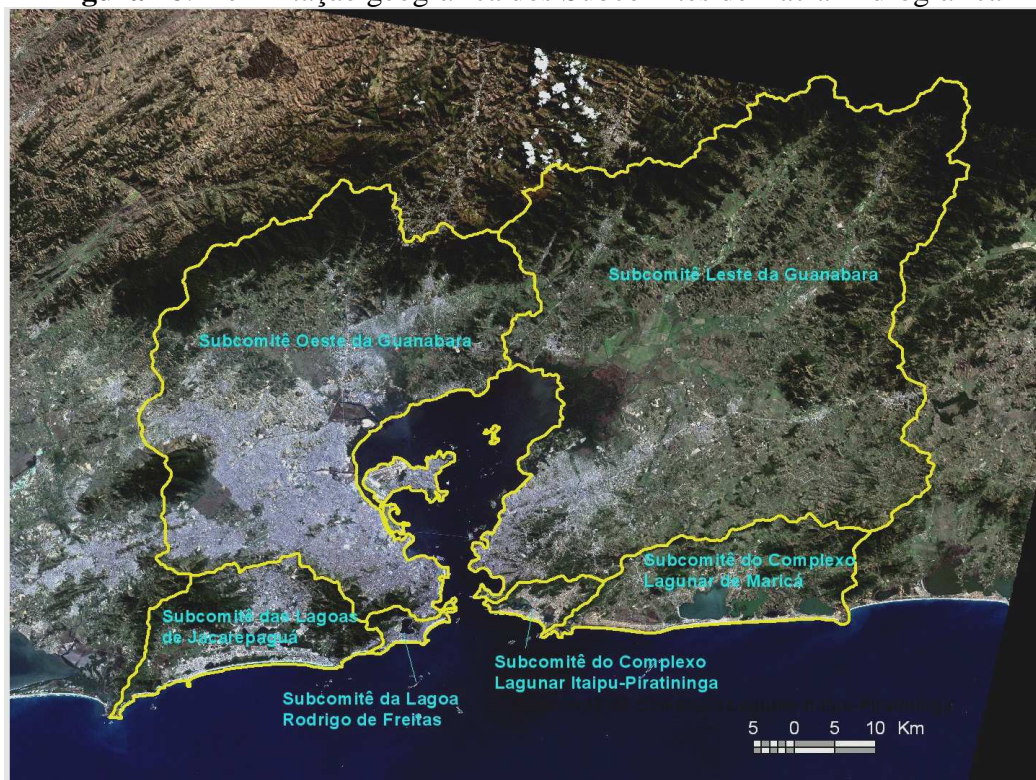 Subcomitê Leste da Guanabara
Subcomitê Oeste da Guanabara
Subcomitê do Complexo
Lagunar de Maricá
Subcomitê das Lagoas
de Jacarepaguá
Subcomitê do Complexo
Lagunar Itaipu-Piratininga
Subcomitê da Lagoa
Rodrigo de Freitas
5 0 5 10 Km